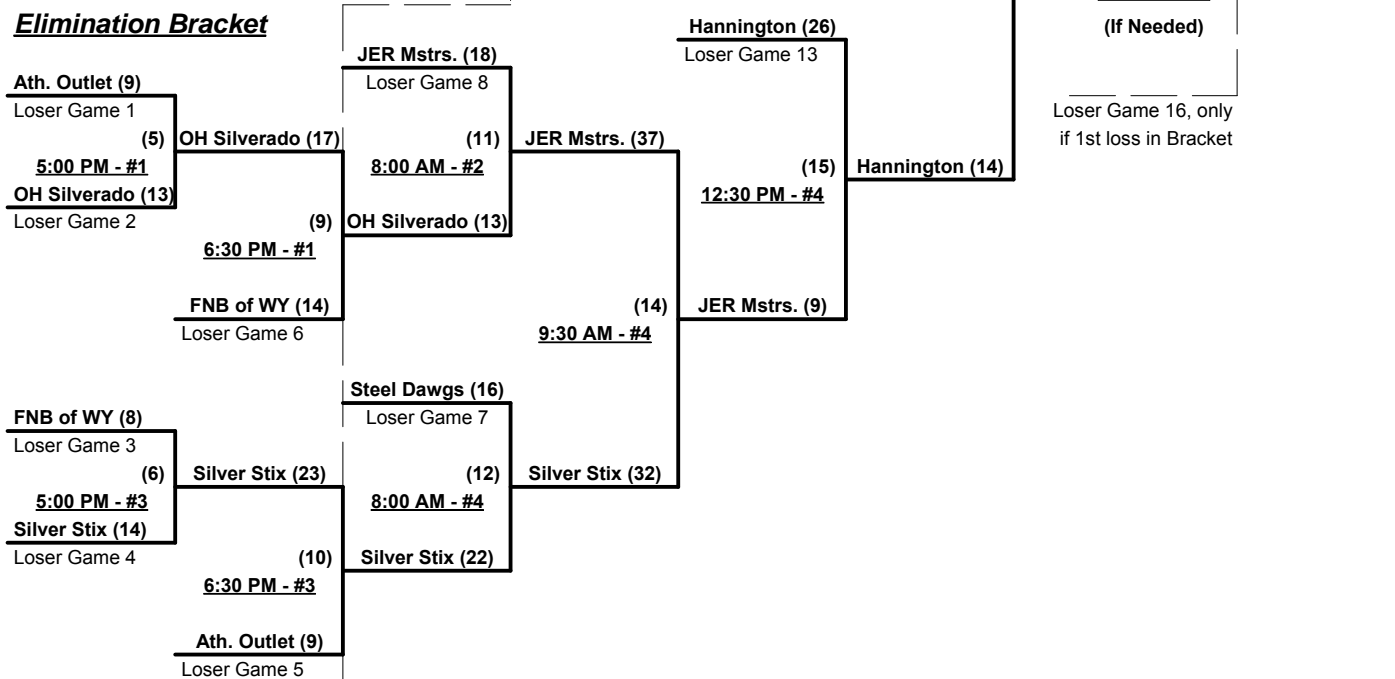 Elimination Bracket
Hannington (26)
(If Needed)
JER Mstrs. (18)
Loser Game 13
Ath. Outlet (9)
Loser Game 8
Loser Game 1
Loser Game 16, only
(5)
OH Silverado (17)
(11)
JER Mstrs. (37)
if 1st loss in Bracket
5:00 PM - #1
8:00 AM - #2
(15)
Hannington (14)
OH Silverado (13)
12:30 PM - #4
Loser Game 2
(9)
OH Silverado (13)
6:30 PM - #1
FNB of WY (14)
(14)
JER Mstrs. (9)
Loser Game 6
9:30 AM - #4
Steel Dawgs (16)
FNB of WY (8)
Loser Game 7
Loser Game 3
(6)
Silver Stix (23)
(12)
Silver Stix (32)
5:00 PM - #3
8:00 AM - #4
Silver Stix (14)
Loser Game 4
(10)
Silver Stix (22)
6:30 PM - #3
Ath. Outlet (9)
Loser Game 5